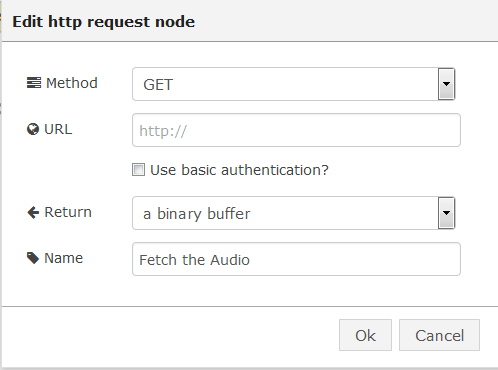 Edit http request node
Method GET
URL http://
Use basic authentication?
Return a binary buffer
Name Fetch the Audio
Ok Cancel